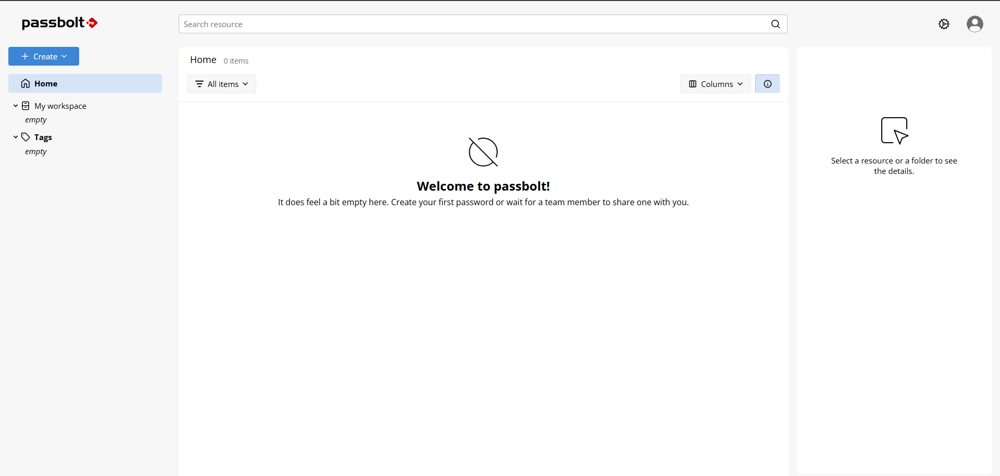 passbolt
Search resource
Create
Home
My workspace
empty
Tags
empty
Home 0 items
All items
Columns
Welcome to passbolt!
It does feel a bit empty here. Create your first password or wait for a team member to share one with you.
Select a resource or a folder to see
the details.